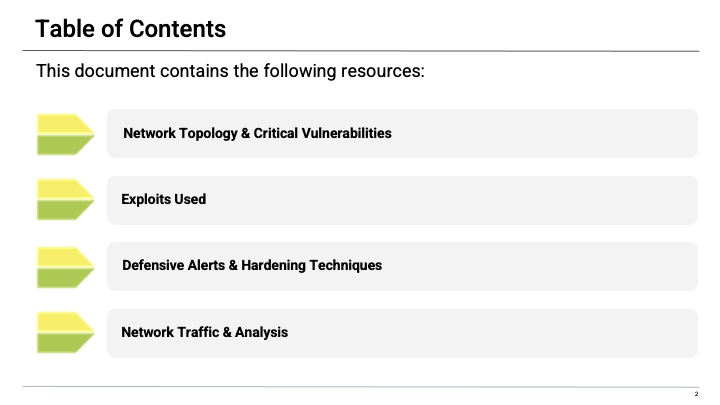 Table of Contents
This document contains the following resources:
Network Topology & Critical Vulnerabilities
Exploits Used
Defensive Alerts & Hardening Techniques
Network Traffic & Analysis
2